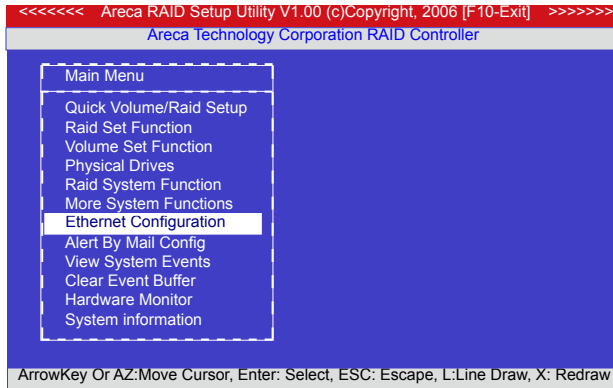 <<<<<<< Areca RAID Setup Utility V1.00 (c)Copyright, 2006 [F10-Exit] >>>>>>>
Areca Technology Corporation RAID Controller
Main Menu
Quick Volume/Raid Setup
Raid Set Function
Volume Set Function
Physical Drives
Raid System Function
More System Functions
Ethernet Configuration
Alert By Mail Config
View System Events
Clear Event Buffer
Hardware Monitor
System information
ArrowKey Or AZ:Move Cursor, Enter: Select, ESC: Escape, L:Line Draw, X: Redraw